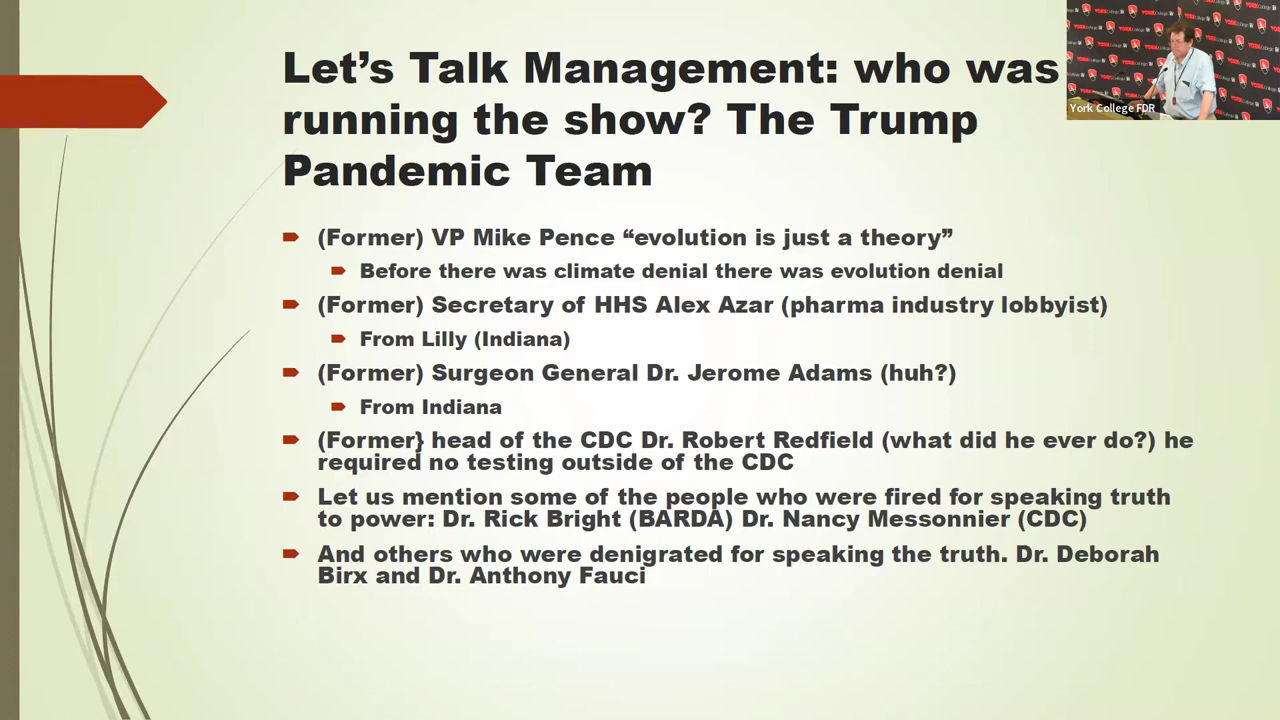 Let’s Talk Management: who was
running the show? The Trump
Pandemic Team
York College FDR
(Former) VP Mike Pence “evolution is just a theory”
Before there was climate denial there was evolution denial
(Former) Secretary of HHS Alex Azar (pharma industry lobbyist)
From Lilly (Indiana)
(Former) Surgeon General Dr. Jerome Adams (huh?)
From Indiana
(Former} head of the CDC Dr. Robert Redfield (what did he ever do?) he
required no testing outside of the CDC
Let us mention some of the people who were fired for speaking truth
to power: Dr. Rick Bright (BARDA) Dr. Nancy Messonnier (CDC)
And others who were denigrated for speaking the truth. Dr. Deborah
Birx and Dr. Anthony Fauci